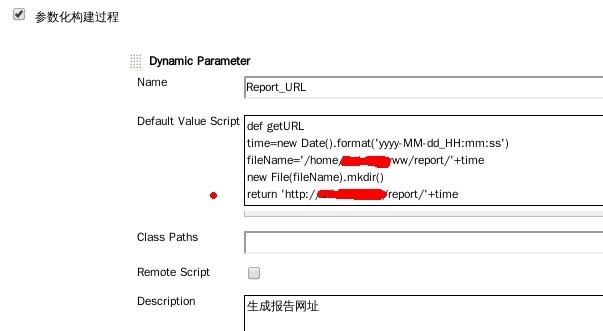 参数化构建过程
Dynamic Parameter
Name
Report_URL
Default Value Script
def getURL
time=new Date().format('yyyy-MM-dd_HH:mm:ss')
fileName='/home/ ww/report/'+time
new File(fileName).mkdir()
return 'http:// /report/'+time
Class Paths
Remote Script
Description
生成报告网址